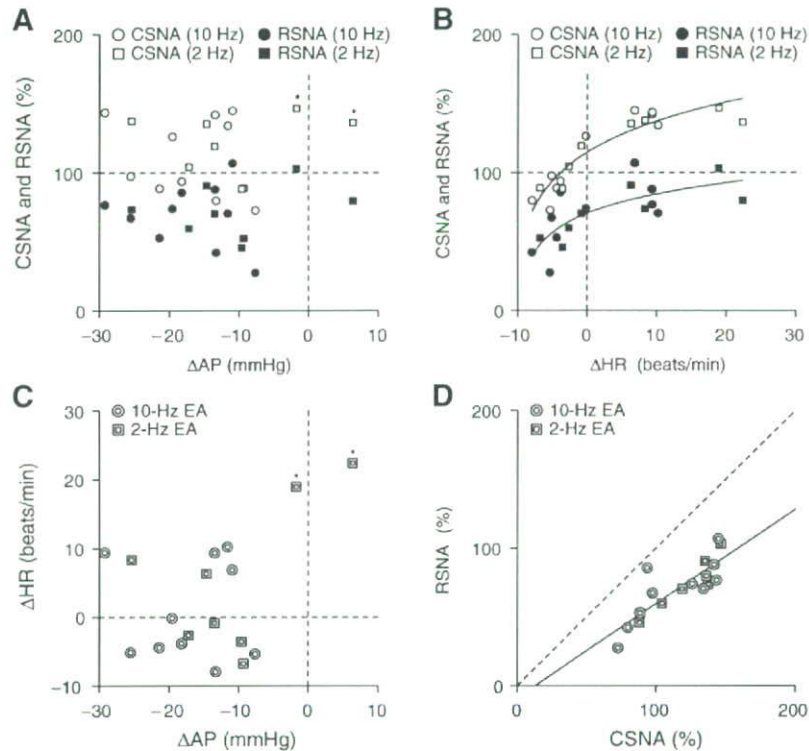 A
○ CSNA (10 Hz) ● RSNA (10 Hz)
□ CSNA (2 Hz) ■ RSNA (2 Hz)
CSNA and RSNA (%)
200
100
0
−30 −20 −10 0 10
ΔAP (mmHg)
B
○ CSNA (10 Hz) ● RSNA (10 Hz)
□ CSNA (2 Hz) ■ RSNA (2 Hz)
CSNA and RSNA (%)
200
100
0
−10 0 10 20 30
ΔHR (beats/min)
C
10-Hz EA
2-Hz EA
ΔHR (beats/min)
30
20
10
0
−10
−30 −20 −10 0 10
ΔAP (mmHg)
D
10-Hz EA
2-Hz EA
RSNA (%)
200
100
0
0 100 200
CSNA (%)